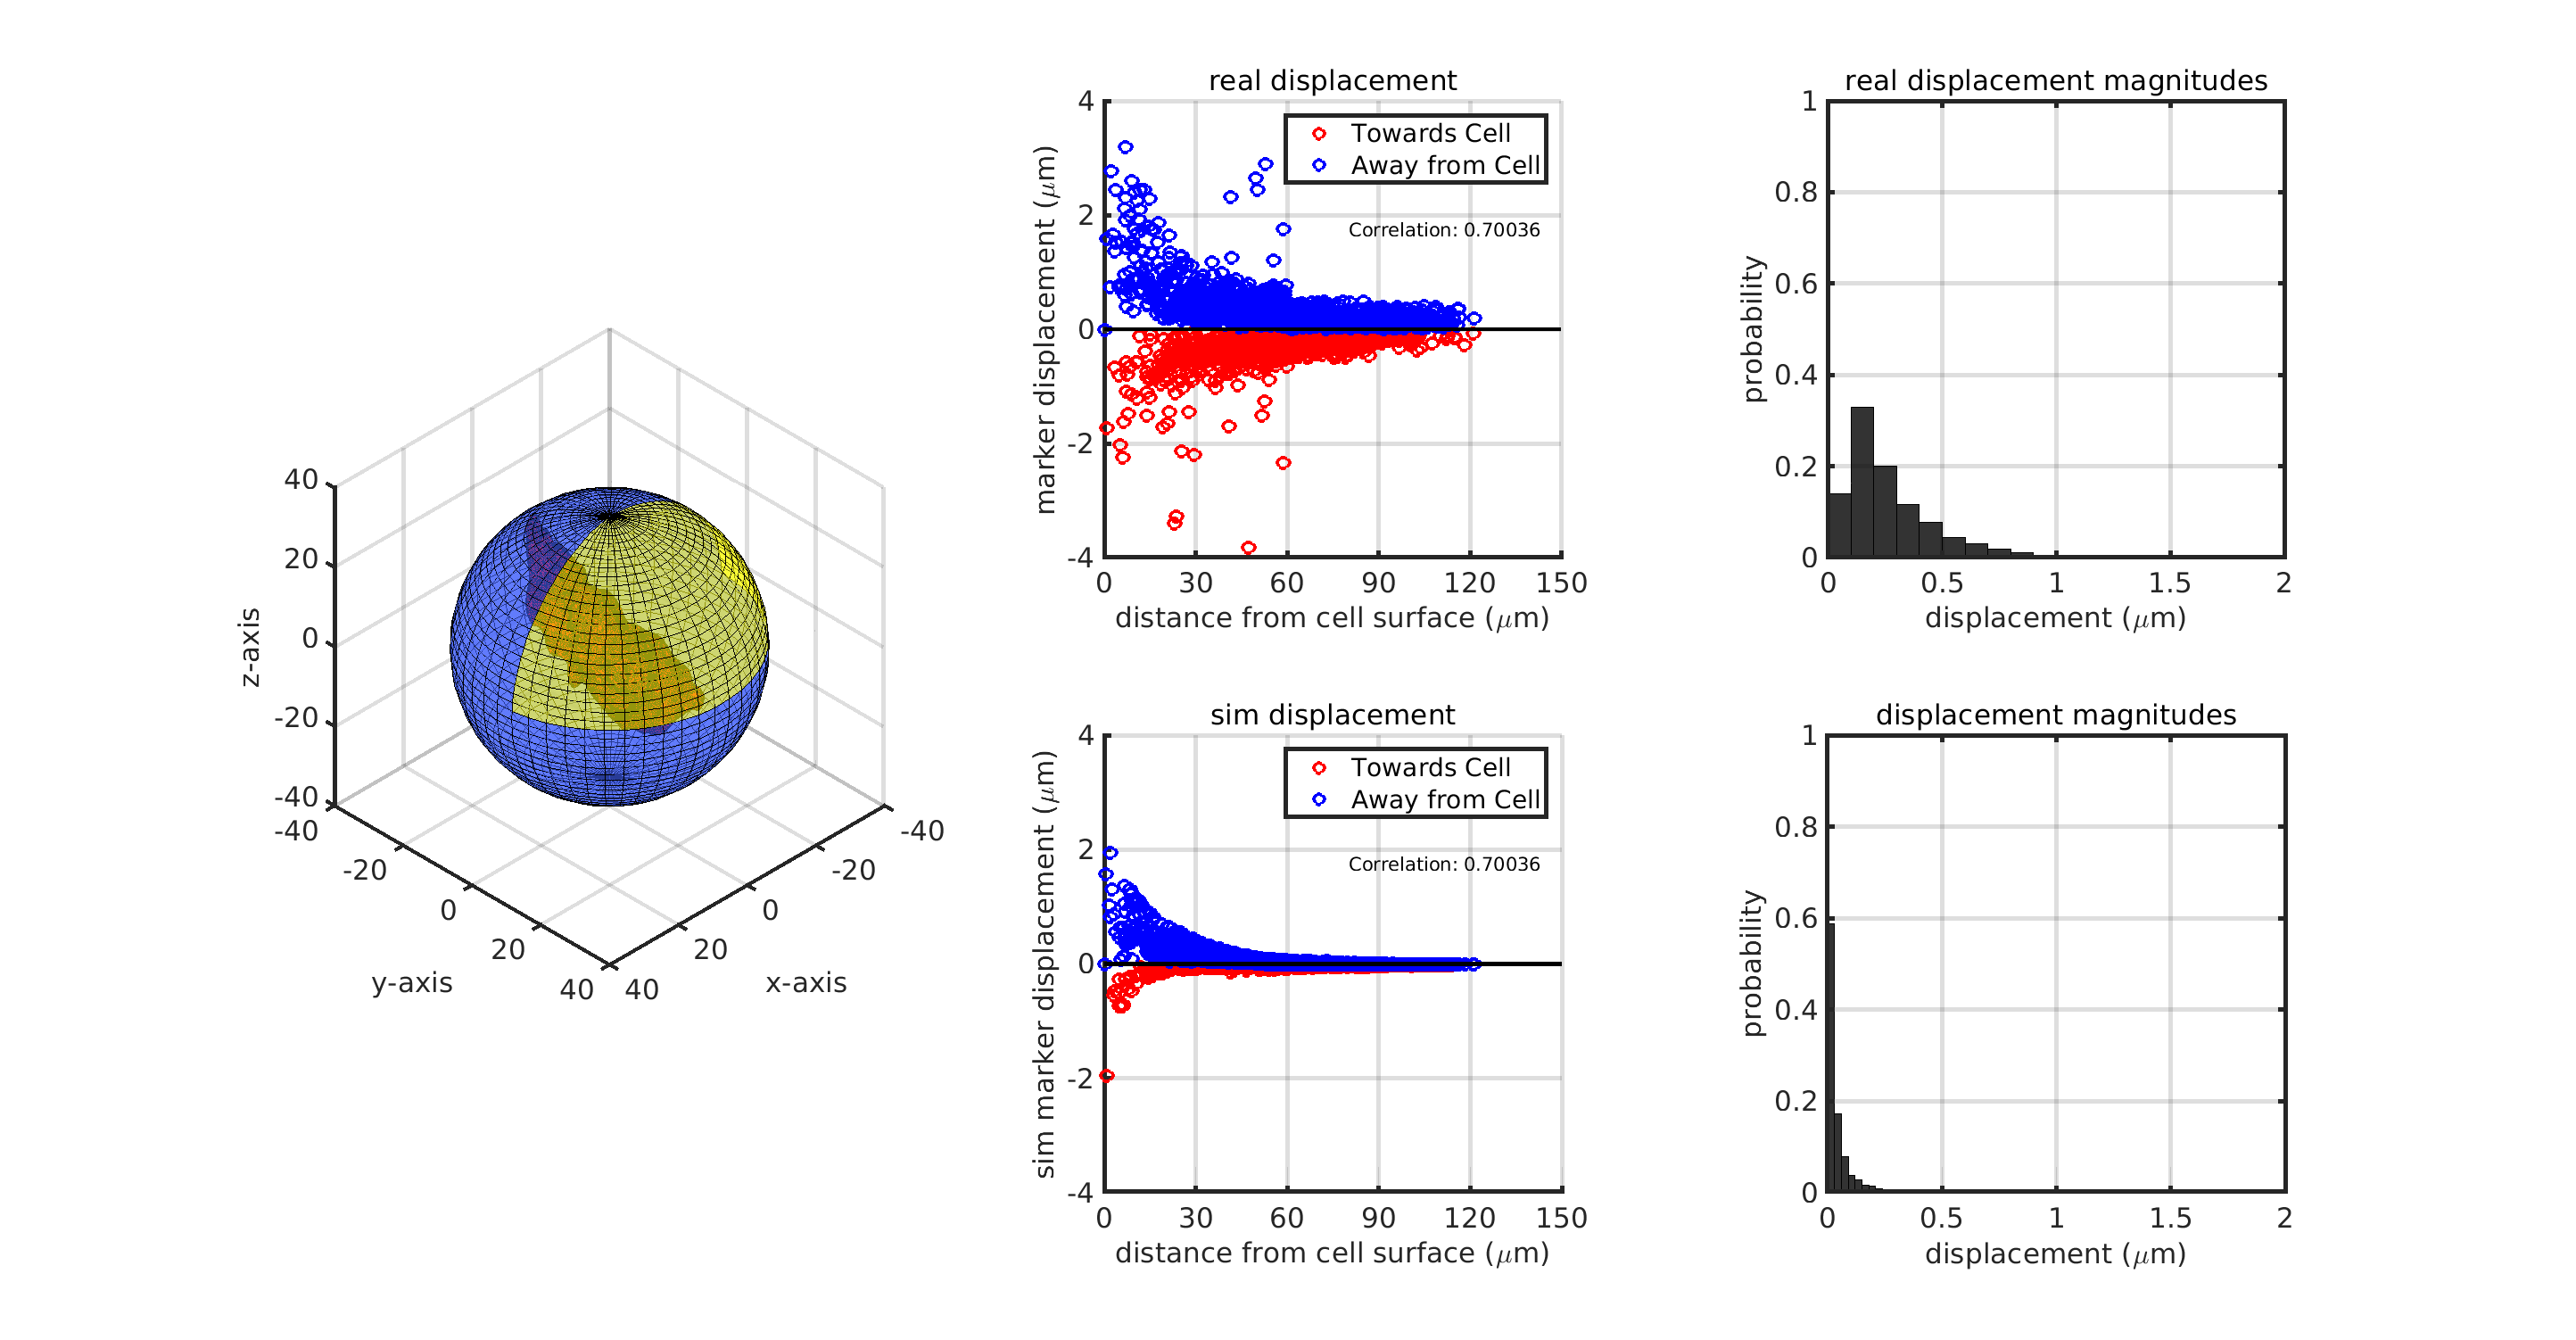 40
20
0
-20
-40
z-axis
-40
-20
0
20
40
y-axis
40
20
0
-20
-40
x-axis
real displacement
4
2
0
-2
-4
marker displacement (μm)
Towards Cell
Away from Cell
Correlation: 0.70036
0 30 60 90 120 150
distance from cell surface (μm)
real displacement magnitudes
1
0.8
0.6
0.4
0.2
0
probability
0 0.5 1 1.5 2
displacement (μm)
sim displacement
4
2
0
-2
-4
sim marker displacement (μm)
Towards Cell
Away from Cell
Correlation: 0.70036
0 30 60 90 120 150
distance from cell surface (μm)
displacement magnitudes
1
0.8
0.6
0.4
0.2
0
probability
0 0.5 1 1.5 2
displacement (μm)